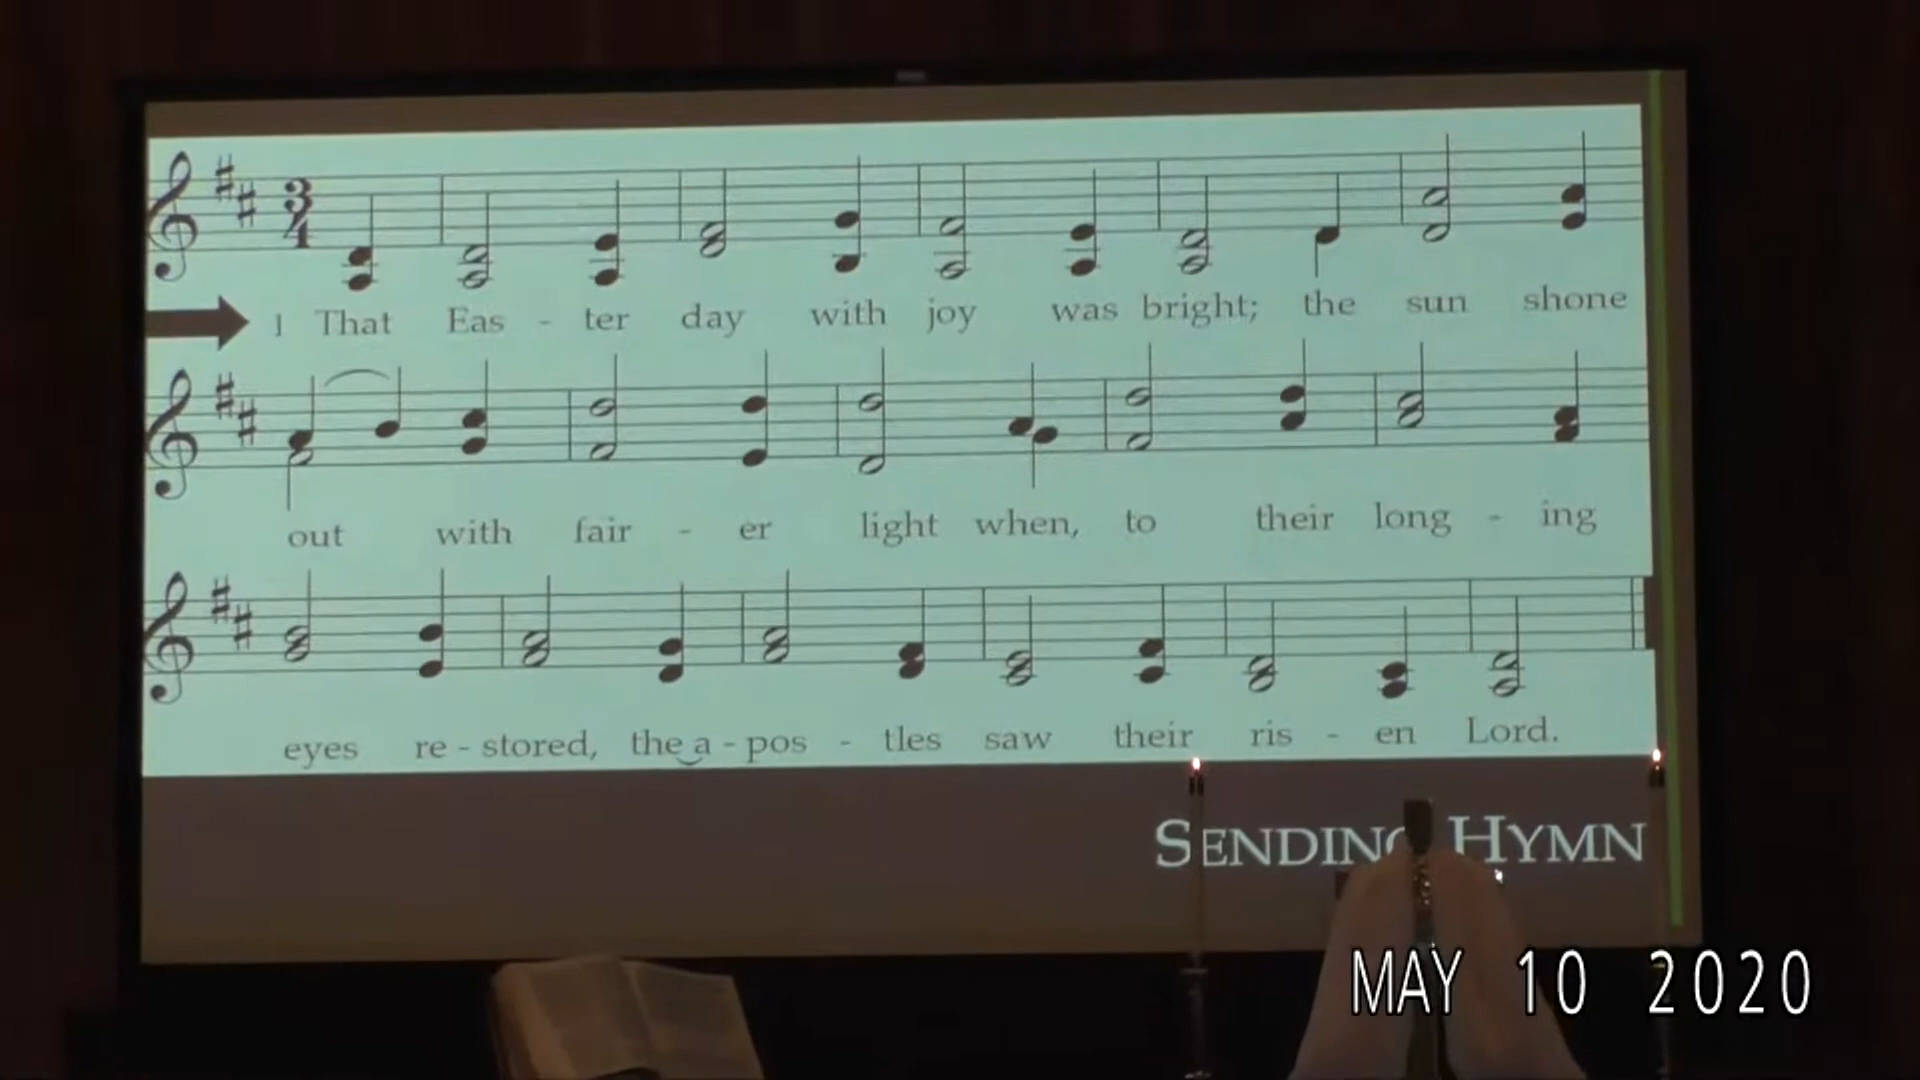 3
4
1 That Eas - ter day with joy was bright; the sun shone
out with fair - er light when, to their long - ing
eyes re - stored, the a - pos - tles saw their ris - en Lord.
SENDING HYMN
MAY 10 2020